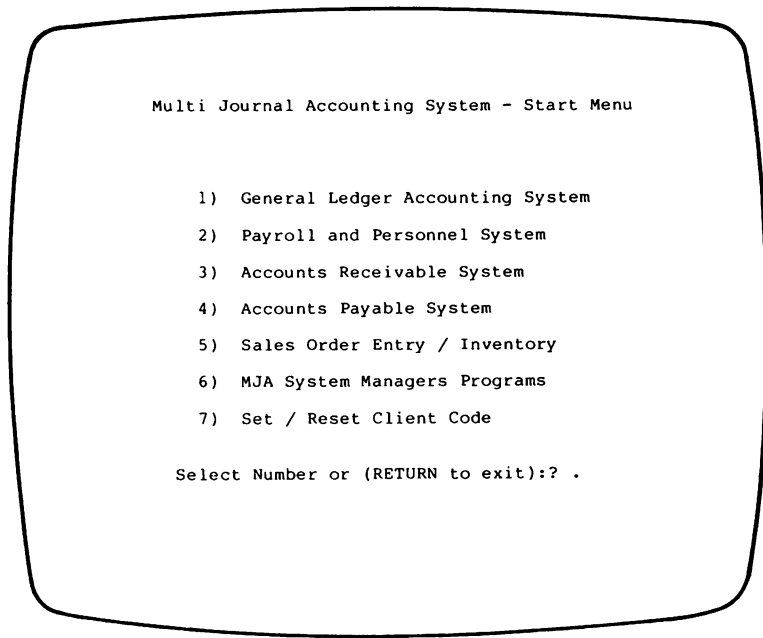 Multi Journal Accounting System - Start Menu
1) General Ledger Accounting System
2) Payroll and Personnel System
3) Accounts Receivable System
4) Accounts Payable System
5) Sales Order Entry / Inventory
6) MJA System Managers Programs
7) Set / Reset Client Code
Select Number or (RETURN to exit):? .